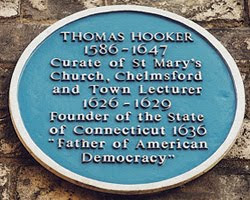 THOMAS HOOKER
1586-1647
Curate of St Mary's
Church, Chelmsford
and Town Lecturer
1626-1629
Founder of the State
of Connecticut 1636
"Father of American
Democracy"